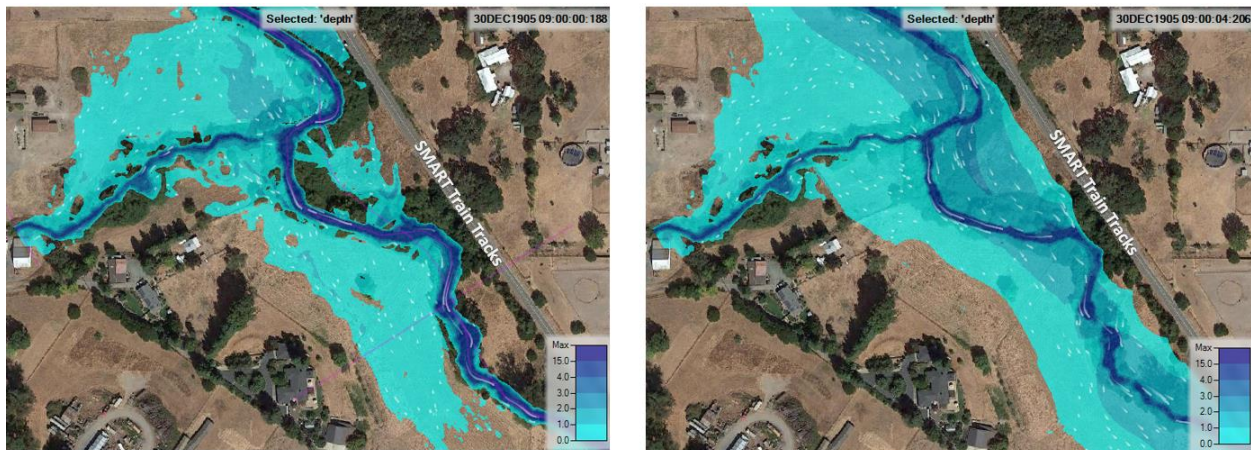 Selected: 'depth' 30DEC1905 09:00:00:188
SMART Train Tracks
Max
15.0
4.0
3.0
2.0
1.0
0.0
Selected: 'depth' 30DEC1905 09:00:04:206
SMART Train Tracks
Max
15.0
4.0
3.0
2.0
1.0
0.0